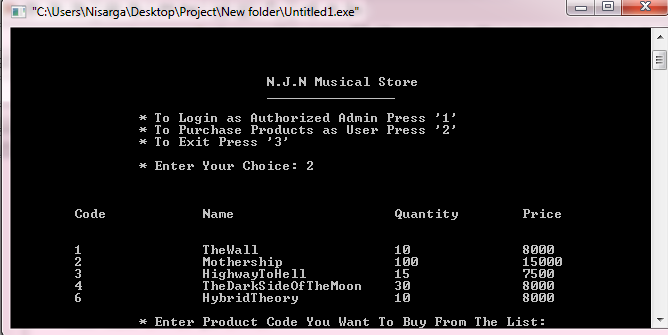 "C:\Users\Nisarga\Desktop\Project\New folder\Untitled1.exe"
N.J.N Musical Store
* To Login as Authorized Admin Press '1'
* To Purchase Products as User Press '2'
* To Exit Press '3'
* Enter Your Choice: 2
Code Name Quantity Price
1 TheWall 10 8000
2 Mothership 100 15000
3 HighwayToHell 15 7500
4 TheDarkSideOfTheMoon 30 8000
6 HybridTheory 10 8000
* Enter Product Code You Want To Buy From The List: